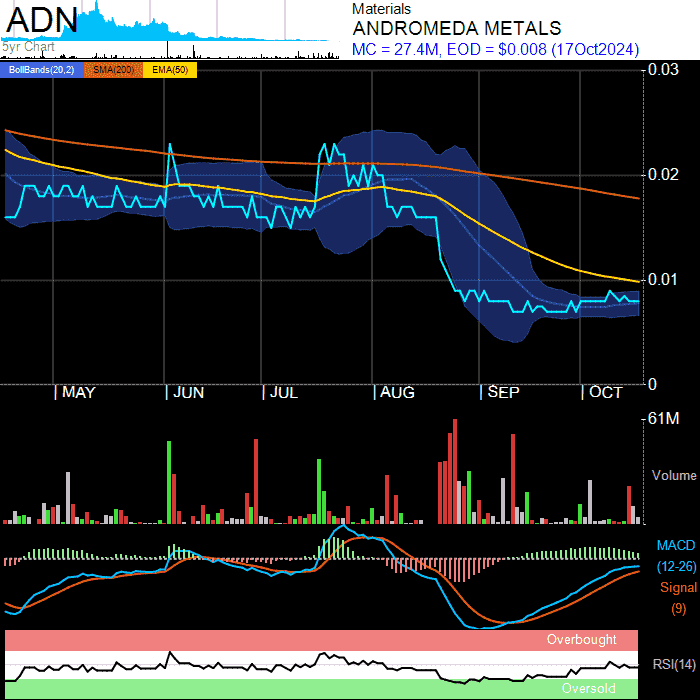 ADN
5yr Chart
Materials
ANDROMEDA METALS
MC = 27.4M, EOD = $0.008 (17Oct2024)
BollBands(20,2) SMA(200) EMA(50)
0.03
0.02
0.01
0
MAY JUN JUL AUG SEP OCT
61M
Volume
MACD
(12-26)
Signal
(9)
Overbought
RSI(14)
Oversold